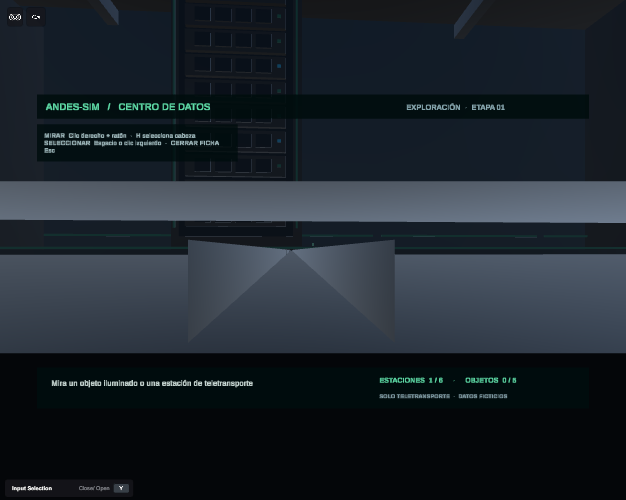 ANDES-SIM / CENTRO DE DATOS
EXPLORACIÓN · ETAPA 01
MIRAR Clic derecho + ratón · H selecciona cabeza
SELECCIONAR Espacio o clic izquierdo · CERRAR FICHA
Esc
Mira un objeto iluminado o una estación de teletransporte
ESTACIONES 1 / 6 · OBJETOS 0 / 5
SOLO TELETRANSPORTE · DATOS FICTICIOS
Input Selection Close/Open Y